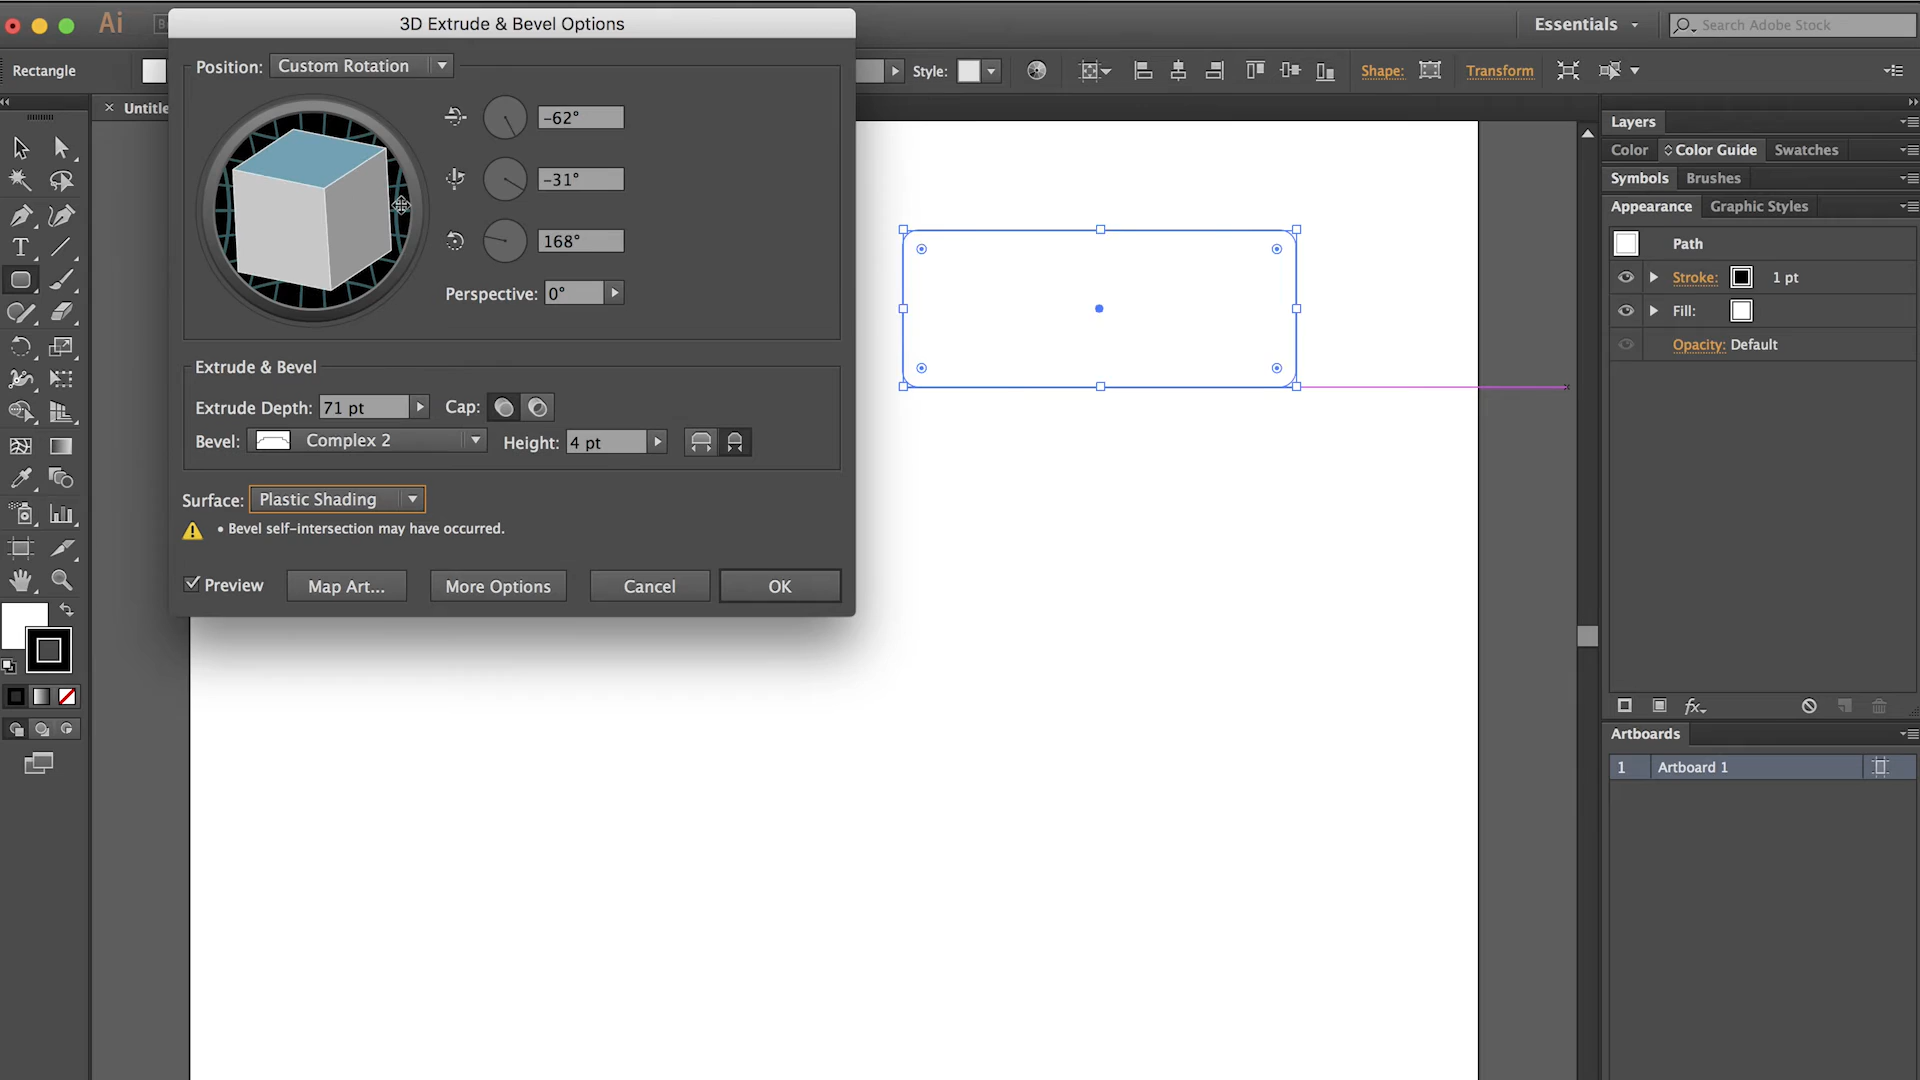 3D Extrude & Bevel Options
Ai
Essentials
Search Adobe Stock
Rectangle
Position: Custom Rotation
Style:
Shape:
Transform
Untitle
-62°
-31°
168°
Perspective: 0°
Extrude & Bevel
Extrude Depth: 71 pt Cap:
Bevel: Complex 2 Height: 4 pt
Surface: Plastic Shading
• Bevel self-intersection may have occurred.
Preview Map Art... More Options Cancel OK
Layers
Color Color Guide Swatches
Symbols Brushes
Appearance Graphic Styles
Path
Stroke: 1 pt
Fill:
Opacity: Default
fx
Artboards
1 Artboard 1